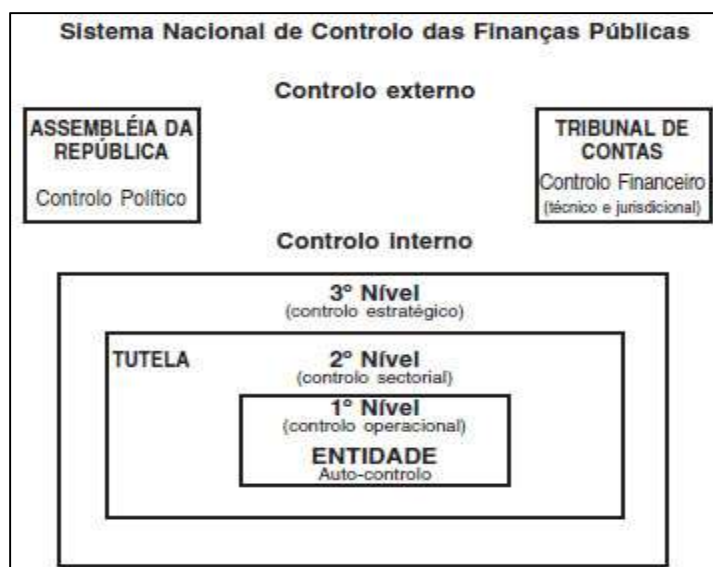 Sistema Nacional de Controlo das Finanças Públicas
Controlo externo
ASSEMBLÉIA DA
REPÚBLICA
Controlo Político
TRIBUNAL DE
CONTAS
Controlo Financeiro
(técnico e jurisdicional)
Controlo interno
3º Nível
(controlo estratégico)
TUTELA
2º Nível
(controlo sectorial)
1º Nível
(controlo operacional)
ENTIDADE
Auto-controlo